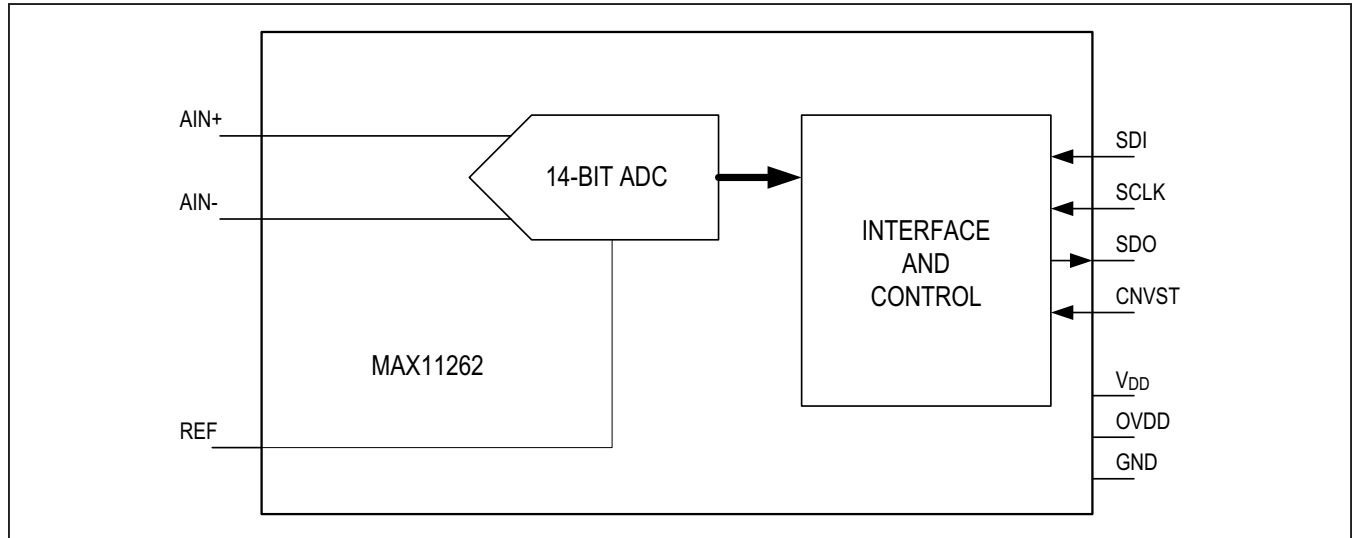 AIN+
AIN-
REF
14-BIT ADC
MAX11262
INTERFACE
AND
CONTROL
SDI
SCLK
SDO
CNVST
VDD
OVDD
GND